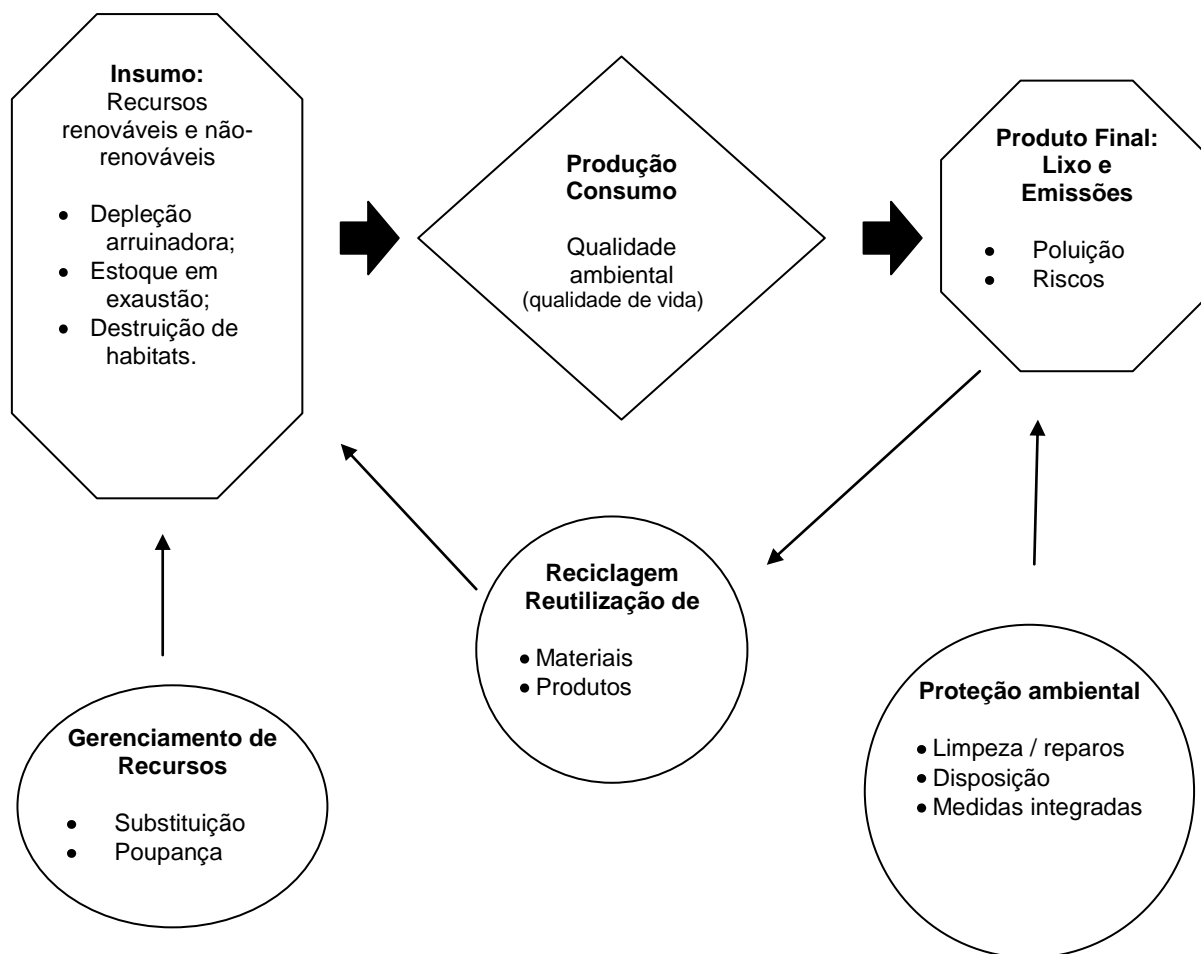 Insumo:
Recursos
renováveis e não-
renováveis
• Depleção
arruinadora;
• Estoque em
exaustão;
• Destruição de
habitats.
Produção
Consumo
Qualidade
ambiental
(qualidade de vida)
Produto Final:
Lixo e
Emissões
• Poluição
• Riscos
Reciclagem
Reutilização de
• Materiais
• Produtos
Gerenciamento de
Recursos
• Substituição
• Poupança
Proteção ambiental
• Limpeza / reparos
• Disposição
• Medidas integradas